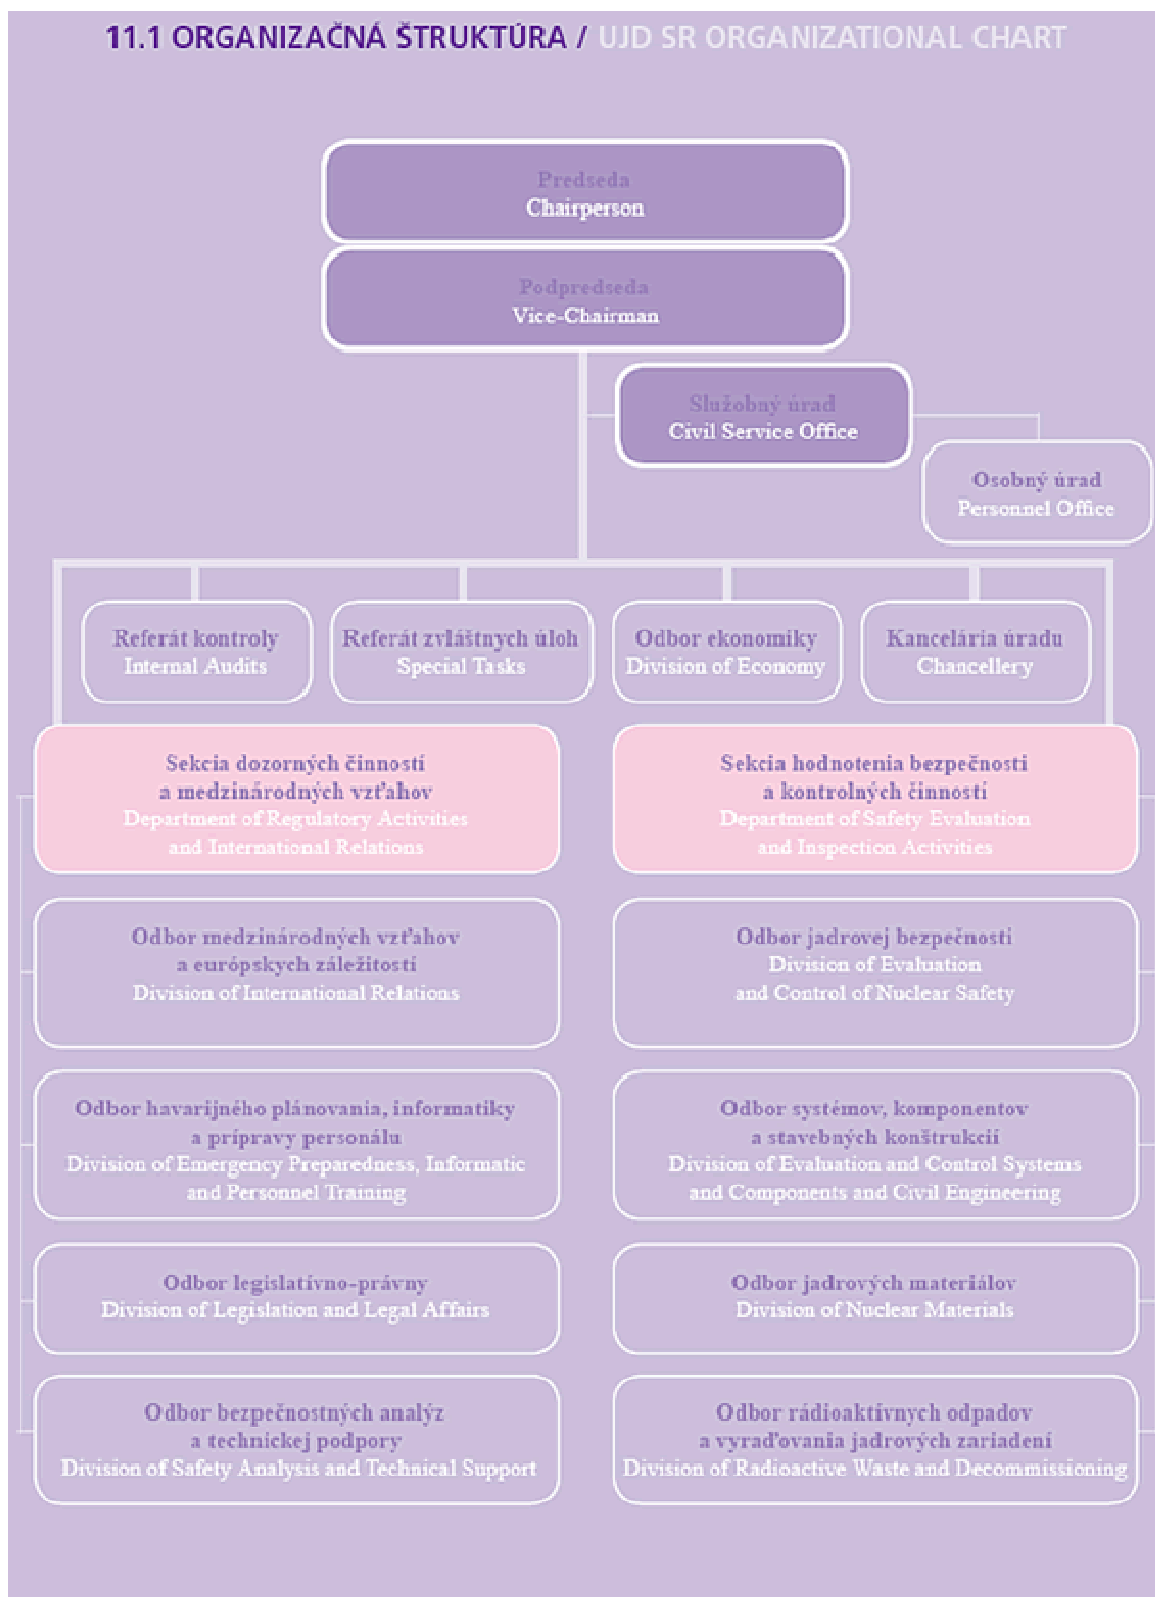 11.1 ORGANIZAČNÁ ŠTRUKTÚRA / UJD SR ORGANIZATIONAL CHART
Predseda
Chairperson
Podpredseda
Vice-Chairman
Služobný úrad
Civil Service Office
Osobný úrad
Personnel Office
Referát kontroly
Internal Audits
Referát zvláštnych úloh
Special Tasks
Odbor ekonomiky
Division of Economy
Kancelária úradu
Chancellery
Sekcia dozorných činností
a medzinárodných vzťahov
Department of Regulatory Activities
and International Relations
Sekcia hodnotenia bezpečnosti
a kontrolných činností
Department of Safety Evaluation
and Inspection Activities
Odbor medzinárodných vzťahov
a európskych záležitostí
Division of International Relations
Odbor jadrovej bezpečnosti
Division of Evaluation
and Control of Nuclear Safety
Odbor havarijného plánovania, informatiky
a prípravy personálu
Division of Emergency Preparedness, Informatic
and Personnel Training
Odbor systémov, komponentov
a stavebných konštrukcií
Division of Evaluation and Control Systems
and Components and Civil Engineering
Odbor legislatívno-právny
Division of Legislation and Legal Affairs
Odbor jadrových materiálov
Division of Nuclear Materials
Odbor bezpečnostných analýz
a technickej podpory
Division of Safety Analysis and Technical Support
Odbor rádioaktívnych odpadov
a vyraďovania jadrových zariadení
Division of Radioactive Waste and Decommissioning